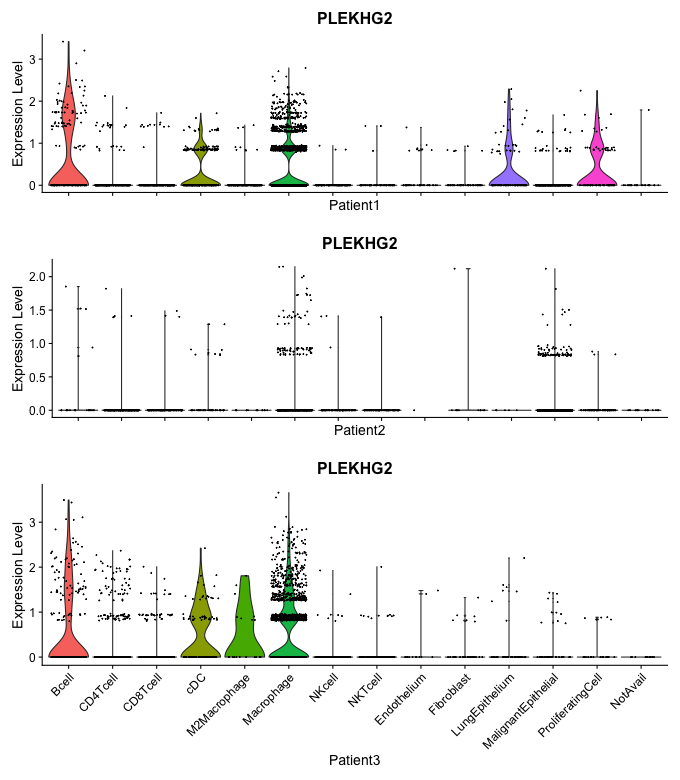 PLEKHG2
Expression Level
3
2
1
0
Patient1
PLEKHG2
Expression Level
2.0
1.5
1.0
0.5
0.0
Patient2
PLEKHG2
Expression Level
3
2
1
0
Bcell
CD4Tcell
CD8Tcell
cDC
M2Macrophage
Macrophage
NKcell
NKTcell
Endothelium
Fibroblast
LungEpithelium
MalignantEpithelial
ProliferatingCell
NotAvail
Patient3